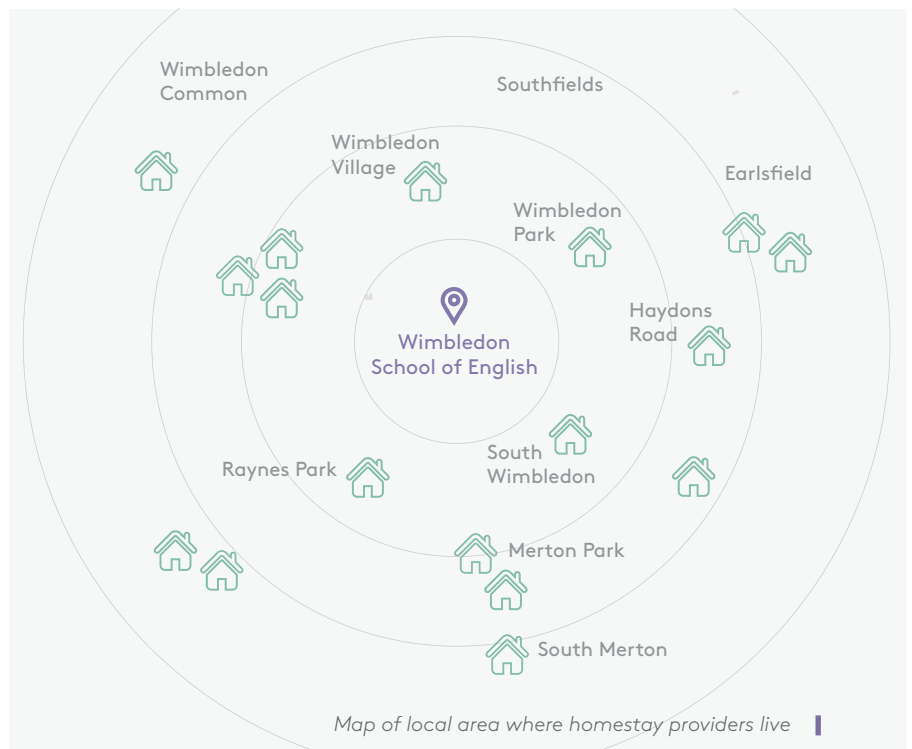 Wimbledon
Common
Southfields
Wimbledon
Village
Earlsfield
Wimbledon
Park
Haydons
Road
Wimbledon
School of English
South
Wimbledon
Raynes Park
Merton Park
South Merton
Map of local area where homestay providers live